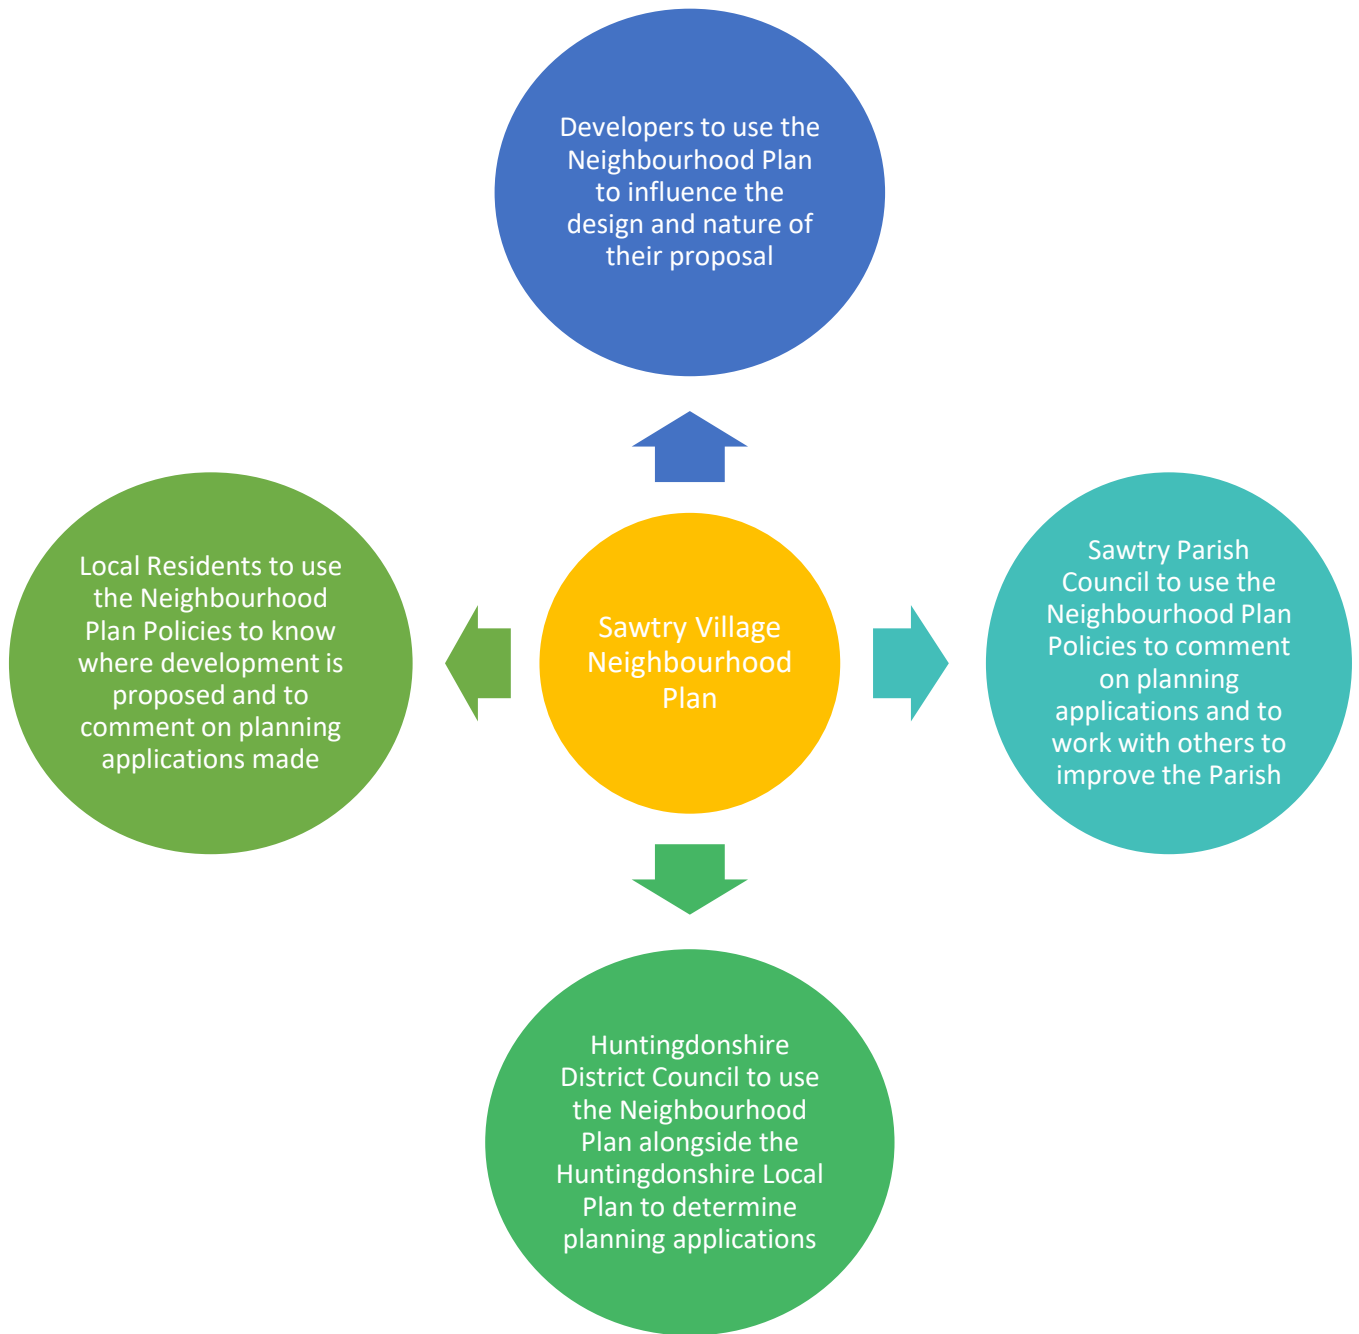 Developers to use the
Neighbourhood Plan
to influence the
design and nature of
their proposal
Local Residents to use
the Neighbourhood
Plan Policies to know
where development is
proposed and to
comment on planning
applications made
Sawtry Village
Neighbourhood
Plan
Sawtry Parish
Council to use the
Neighbourhood Plan
Policies to comment
on planning
applications and to
work with others to
improve the Parish
Huntingdonshire
District Council to use
the Neighbourhood
Plan alongside the
Huntingdonshire Local
Plan to determine
planning applications